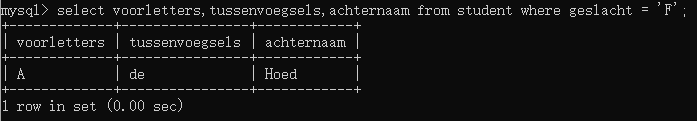 mysql> select voorletters,tussenvoegsels,achternaam from student where geslacht = 'F';
+-------------+----------------+------------+
| voorletters | tussenvoegsels | achternaam |
+-------------+----------------+------------+
| A           | de             | Hoed       |
+-------------+----------------+------------+
1 row in set (0.00 sec)